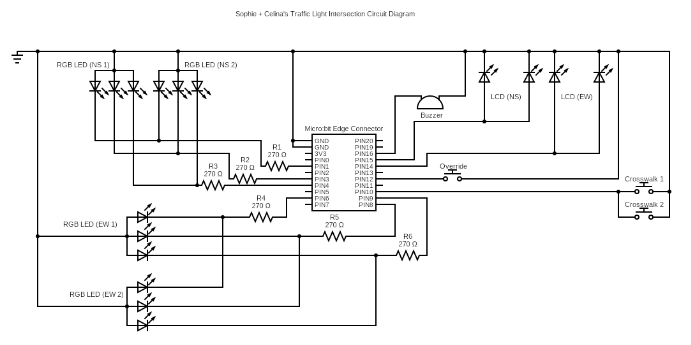 Sophie + Celina's Traffic Light Intersection Circuit Diagram
RGB LED (NS 1)
RGB LED (NS 2)
LCD (NS)
LCD (EW)
Buzzer
Micro:bit Edge Connector
GND
GND
3V3
PIN0
PIN1
PIN2
PIN3
PIN4
PIN5
PIN6
PIN7
PIN20
PIN19
PIN16
PIN15
PIN14
PIN13
PIN12
PIN11
PIN10
PIN9
PIN8
R1
270 Ω
R2
270 Ω
R3
270 Ω
Override
Crosswalk 1
Crosswalk 2
R4
270 Ω
R5
270 Ω
R6
270 Ω
RGB LED (EW 1)
RGB LED (EW 2)